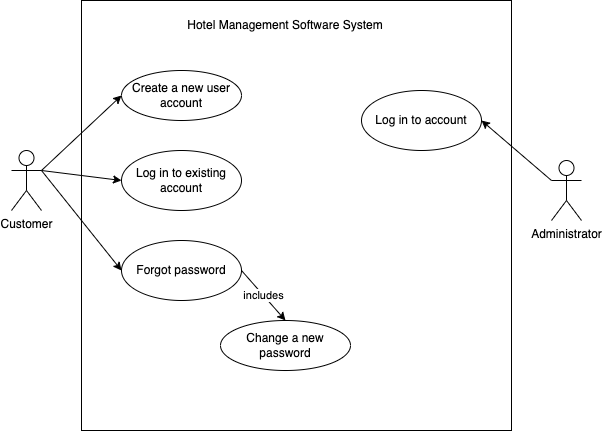 Hotel Management Software System
Create a new user
account
Log in to account
Log in to existing
account
Customer
Administrator
Forgot password
includes
Change a new
password